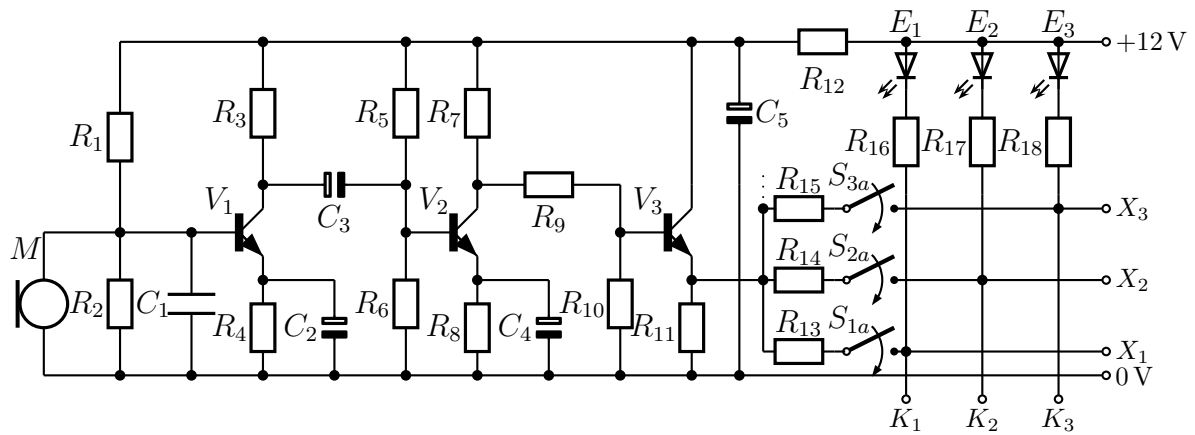 E₁ E₂ E₃
+12 V
R₁₂
R₁ R₃ R₅ R₇ C₅
R₁₆ R₁₇ R₁₈
V₁ C₃ V₂ R₉ V₃ R₁₅ S₃ₐ X₃
M
R₁₄ S₂ₐ X₂
R₂ C₁ R₄ C₂ R₆ R₈ C₄ R₁₀ R₁₁ R₁₃ S₁ₐ X₁
0 V
K₁ K₂ K₃